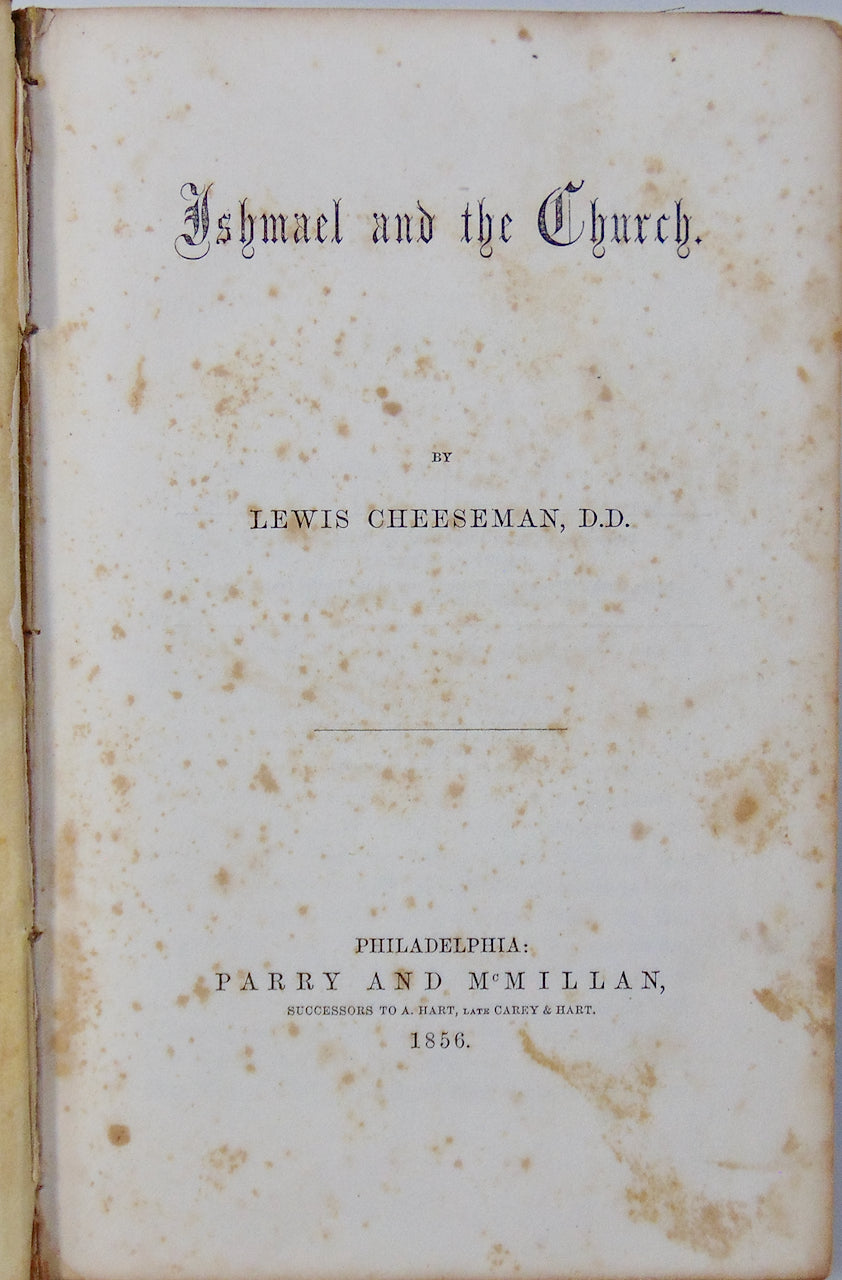 Ishmael and the Church.
BY
LEWIS CHEESEMAN, D.D.
PHILADELPHIA:
PARRY AND McMILLAN,
SUCCESSORS TO A. HART, LATE CAREY & HART.
1856.